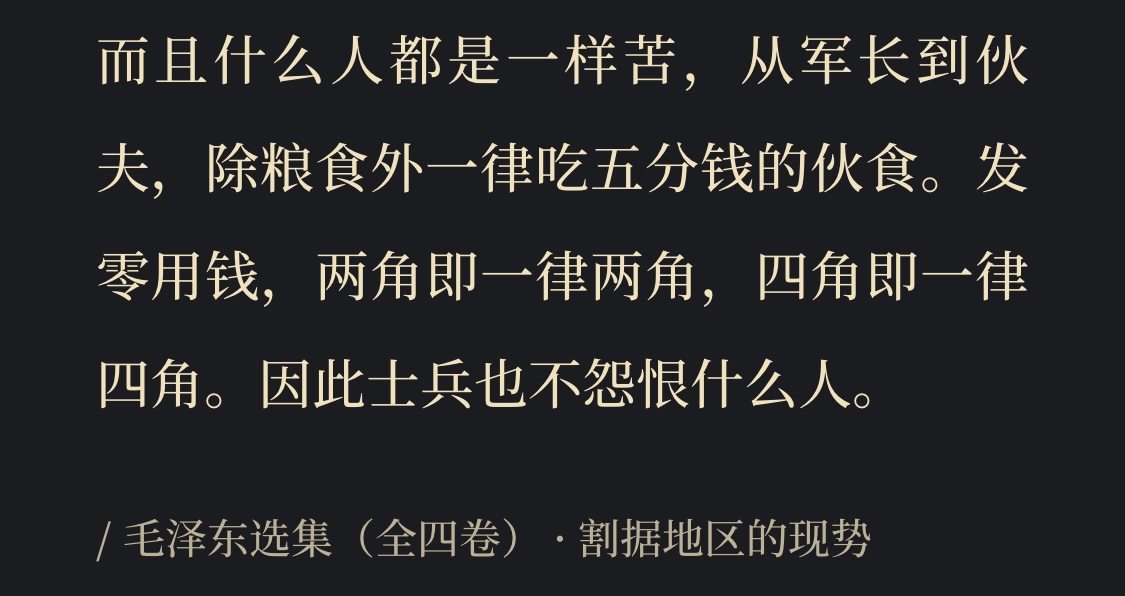 而且什么人都是一样苦，从军长到伙
夫，除粮食外一律吃五分钱的伙食。发
零用钱，两角即一律两角，四角即一律
四角。因此士兵也不怨恨什么人。
/ 毛泽东选集（全四卷） · 割据地区的现势